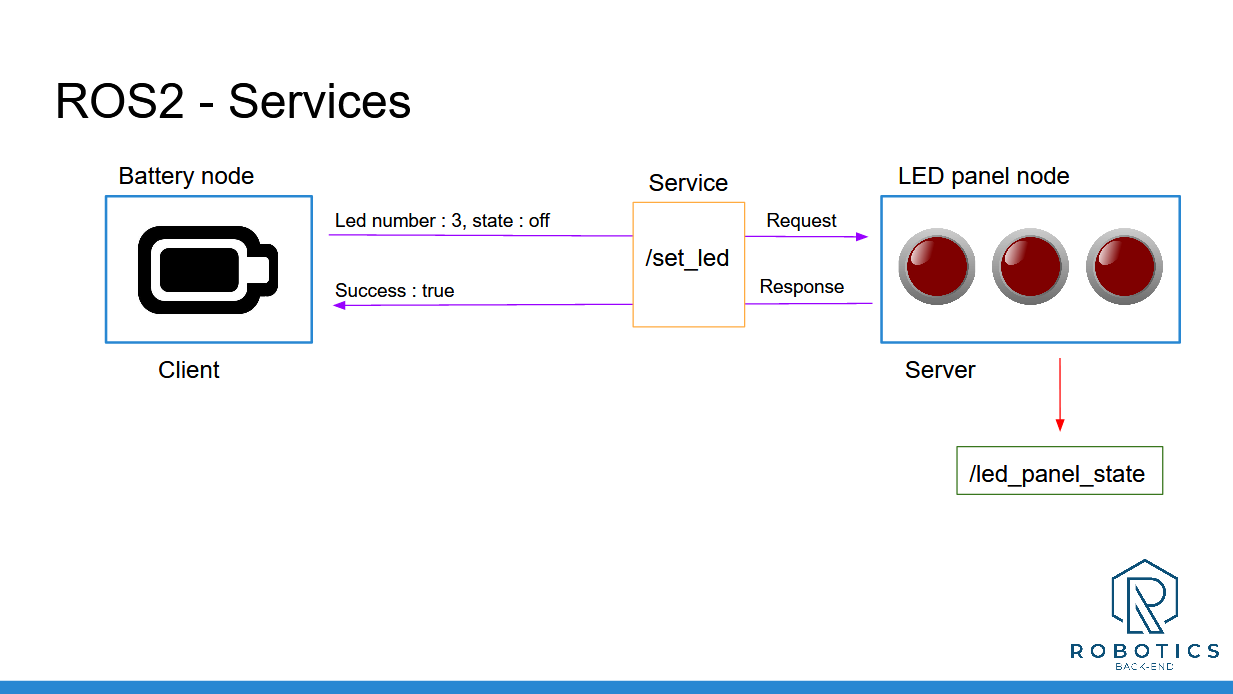 ROS2 - Services
Battery node
Service
LED panel node
Led number : 3, state : off
Request
/set_led
Success : true
Response
Client
Server
/led_panel_state
ROBOTICS
BACK-END